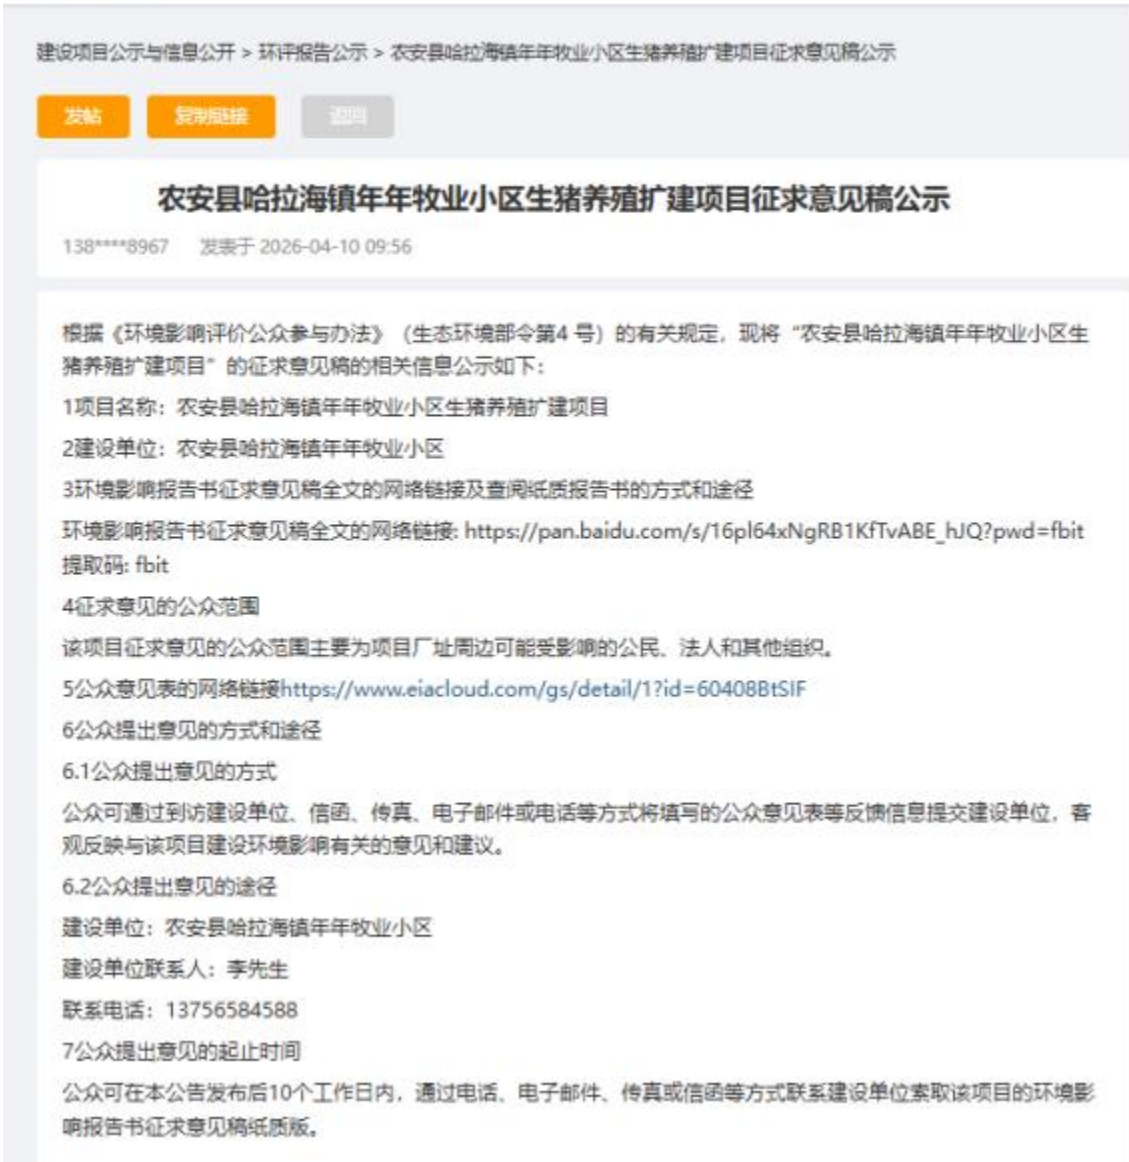 建设项目公示与信息公开 > 环评报告公示 > 农安县哈拉海镇年年牧业小区生猪养殖扩建项目征求意见稿公示
发帖 复制链接 返回
农安县哈拉海镇年年牧业小区生猪养殖扩建项目征求意见稿公示
138****8967 发表于 2026-04-10 09:56
根据《环境影响评价公众参与办法》（生态环境部令第4 号）的有关规定，现将“农安县哈拉海镇年年牧业小区生
猪养殖扩建项目”的征求意见稿的相关信息公示如下：
1项目名称：农安县哈拉海镇年年牧业小区生猪养殖扩建项目
2建设单位：农安县哈拉海镇年年牧业小区
3环境影响报告书征求意见稿全文的网络链接及查阅纸质报告书的方式和途径
环境影响报告书征求意见稿全文的网络链接: https://pan.baidu.com/s/16pl64xNgRB1KfTvABE_hJQ?pwd=fbit
提取码: fbit
4征求意见的公众范围
该项目征求意见的公众范围主要为项目厂址周边可能受影响的公民、法人和其他组织。
5公众意见表的网络链接https://www.eiacloud.com/gs/detail/1?id=60408BtSIF
6公众提出意见的方式和途径
6.1公众提出意见的方式
公众可通过到访建设单位、信函、传真、电子邮件或电话等方式将填写的公众意见表等反馈信息提交建设单位，客
观反映与该项目建设环境影响有关的意见和建议。
6.2公众提出意见的途径
建设单位：农安县哈拉海镇年年牧业小区
建设单位联系人：李先生
联系电话：13756584588
7公众提出意见的起止时间
公众可在本公告发布后10个工作日内，通过电话、电子邮件、传真或信函等方式联系建设单位索取该项目的环境影
响报告书征求意见稿纸质版。